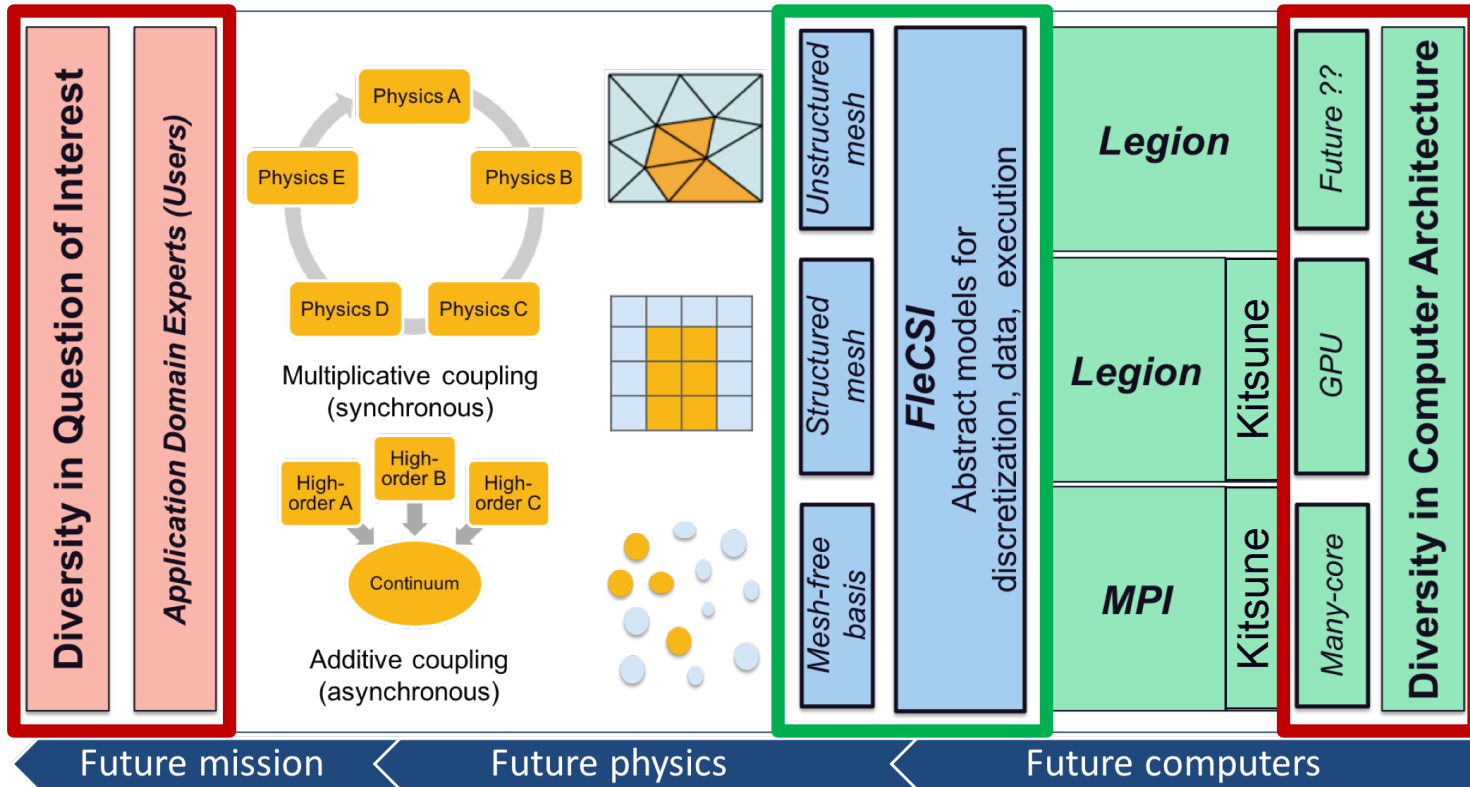 Diversity in Question of Interest
Application Domain Experts (Users)
Physics A
Physics B
Physics C
Physics D
Physics E
Multiplicative coupling
(synchronous)
High-
order A
High-
order B
High-
order C
Continuum
Additive coupling
(asynchronous)
Unstructured
mesh
Structured
mesh
Mesh-free
basis
FleCSI
Abstract models for
discretization, data, execution
Legion
Legion
Kitsune
MPI
Kitsune
Future ??
GPU
Many-core
Diversity in Computer Architecture
Future mission
Future physics
Future computers